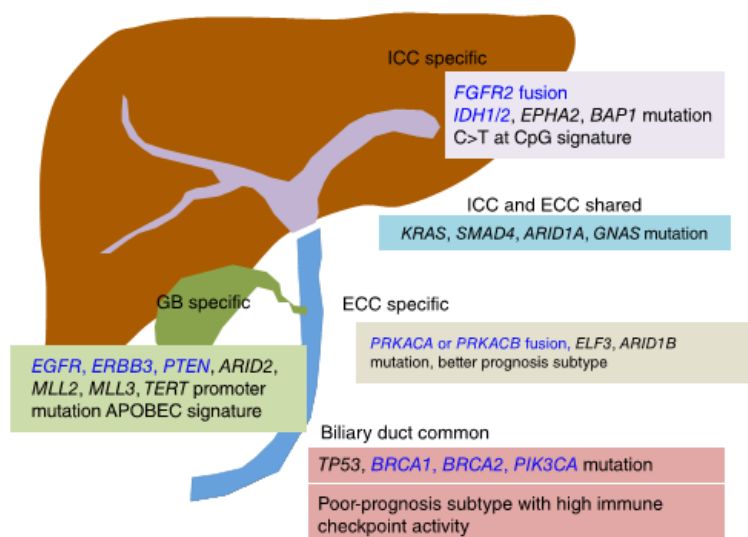 ICC specific
FGFR2 fusion
IDH1/2, EPHA2, BAP1 mutation
C>T at CpG signature
ICC and ECC shared
KRAS, SMAD4, ARID1A, GNAS mutation
GB specific
EGFR, ERBB3, PTEN, ARID2,
MLL2, MLL3, TERT promoter
mutation APOBEC signature
ECC specific
PRKACA or PRKACB fusion, ELF3, ARID1B
mutation, better prognosis subtype
Biliary duct common
TP53, BRCA1, BRCA2, PIK3CA mutation
Poor-prognosis subtype with high immune
checkpoint activity